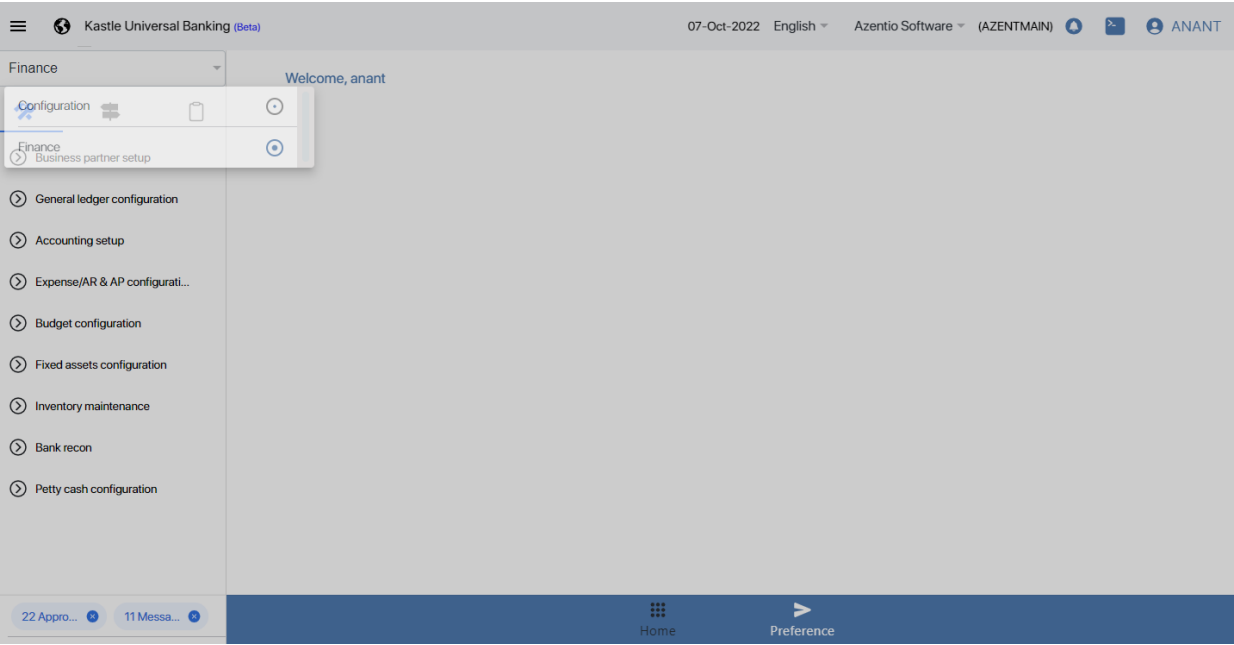 Kastle Universal Banking (Beta)
07-Oct-2022 English Azentio Software (AZENTMAIN) ANANT
Finance
Welcome, anant
Configuration
Finance
Business partner setup
General ledger configuration
Accounting setup
Expense/AR & AP configurati...
Budget configuration
Fixed assets configuration
Inventory maintenance
Bank recon
Petty cash configuration
22 Appro... 11 Messa...
Home Preference